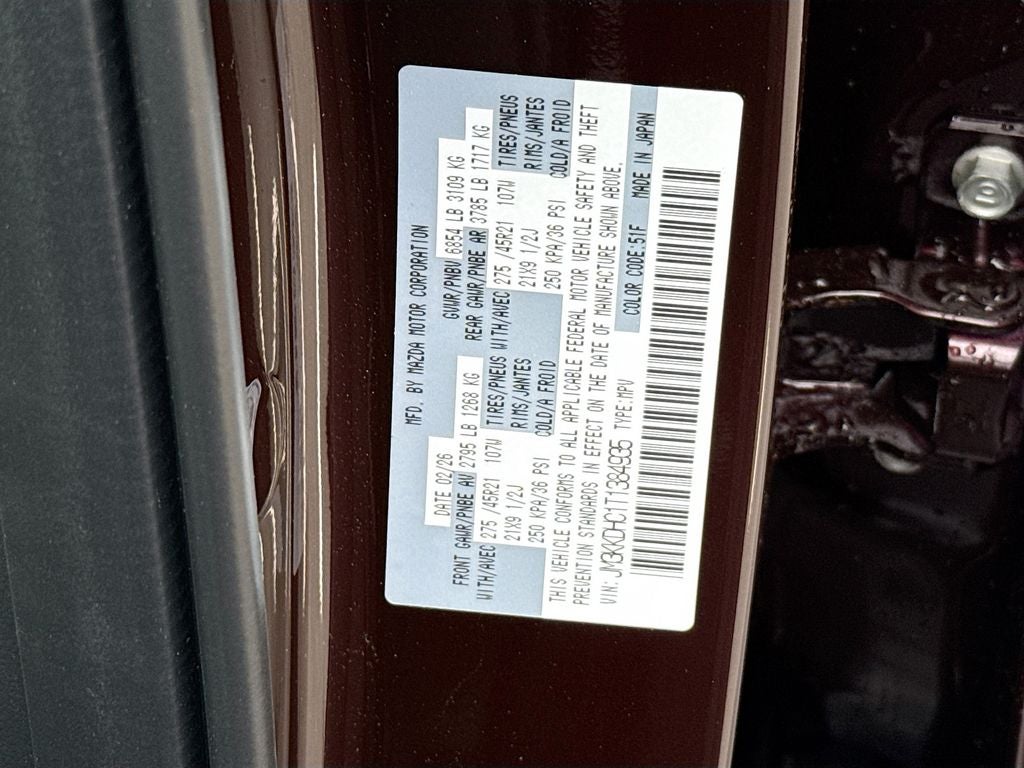 MFD. BY MAZDA MOTOR CORPORATION
DATE 02/26 GVWR/PNBV 6854 LB 3109 KG
FRONT GAWR/PNBE AV 2795 LB 1268 KG REAR GAWR/PNBE AR 3785 LB 1717 KG
WITH/AVEC 275 /45R21 107W TIRES/PNEUS WITH/AVEC 275 /45R21 107W TIRES/PNEUS
21X9 1/2J RIMS/JANTES 21X9 1/2J RIMS/JANTES
250 KPA/36 PSI COLD/A FROID 250 KPA/36 PSI COLD/A FROID
THIS VEHICLE CONFORMS TO ALL APPLICABLE FEDERAL MOTOR VEHICLE SAFETY AND THEFT
PREVENTION STANDARDS IN EFFECT ON THE DATE OF MANUFACTURE SHOWN ABOVE.
VIN: JM3KKDHC1T1384935 TYPE:MPV COLOR CODE:51F MADE IN JAPAN